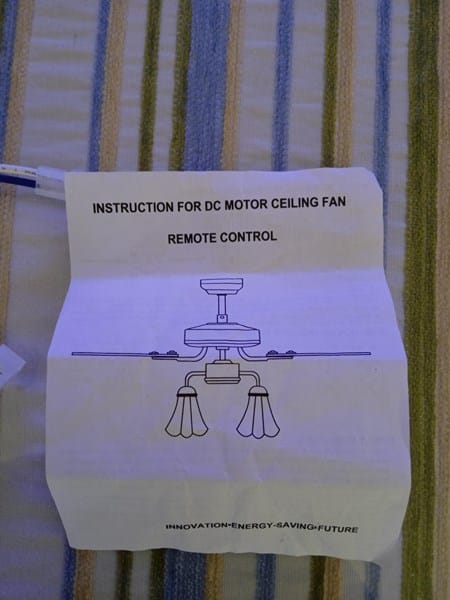 INSTRUCTION FOR DC MOTOR CEILING FAN
REMOTE CONTROL
INNOVATION•ENERGY-SAVING•FUTURE